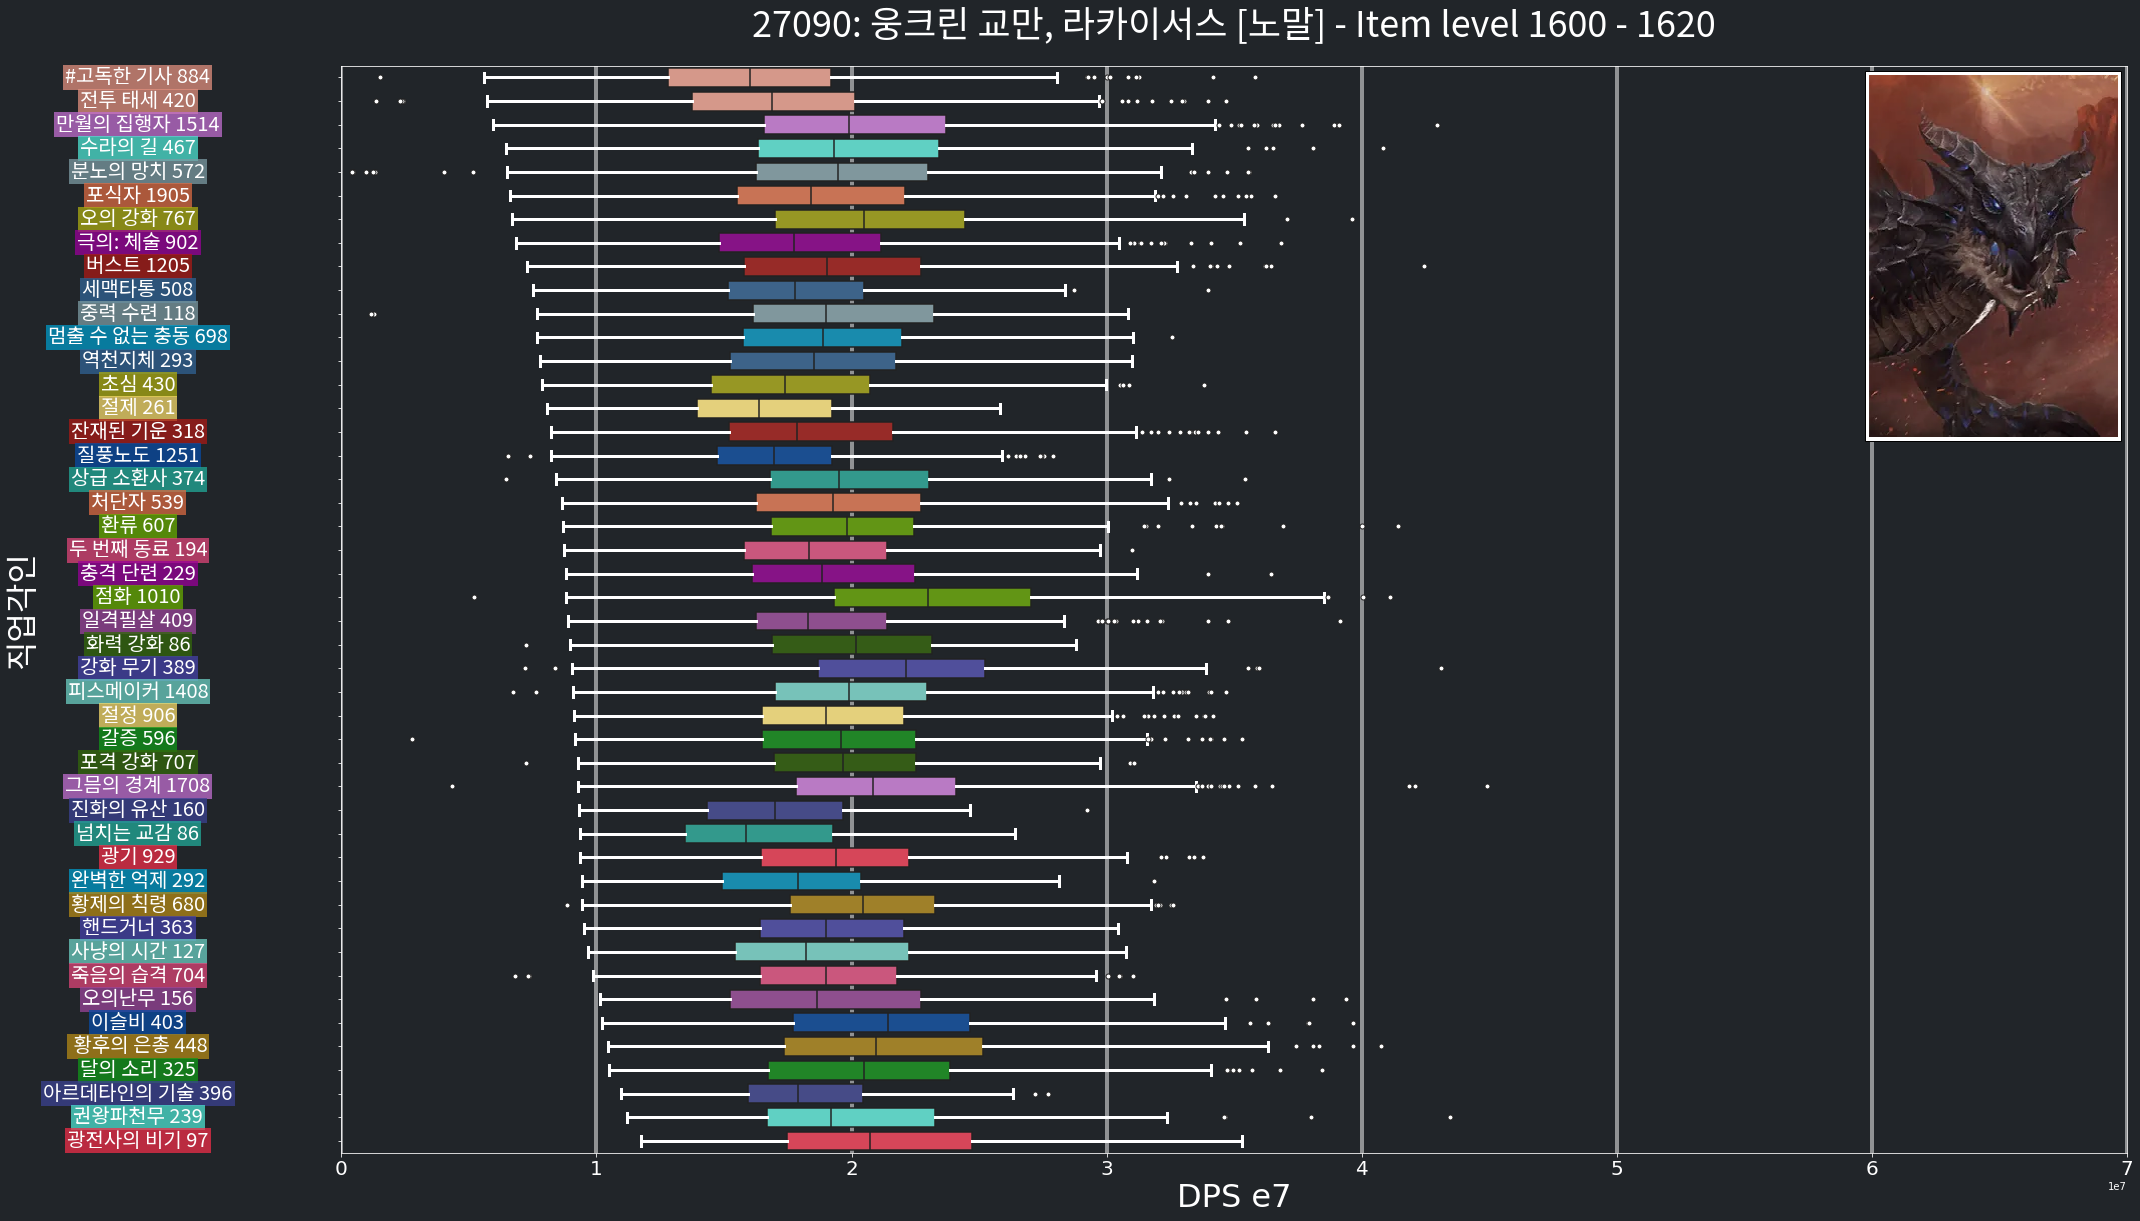 27090: 웅크린 교만, 라카이서스 [노말] - Item level 1600 - 1620
#고독한 기사 884
전투 태세 420
만월의 집행자 1514
수라의 길 467
분노의 망치 572
포식자 1905
오의 강화 767
극의: 체술 902
버스트 1205
세맥타통 508
중력 수련 118
멈출 수 없는 충동 698
역천지체 293
초심 430
절제 261
잔재된 기운 318
질풍노도 1251
상급 소환사 374
처단자 539
환류 607
두 번째 동료 194
충격 단련 229
점화 1010
일격필살 409
화력 강화 86
강화 무기 389
피스메이커 1408
절정 906
갈증 596
포격 강화 707
그믐의 경계 1708
진화의 유산 160
넘치는 교감 86
광기 929
완벽한 억제 292
황제의 칙령 680
핸드거너 363
사냥의 시간 127
죽음의 습격 704
오의난무 156
이슬비 403
황후의 은총 448
달의 소리 325
아르데타인의 기술 396
권왕파천무 239
광전사의 비기 97
직업각인
0 1 2 3 4 5 6 7
1e7
DPS e7